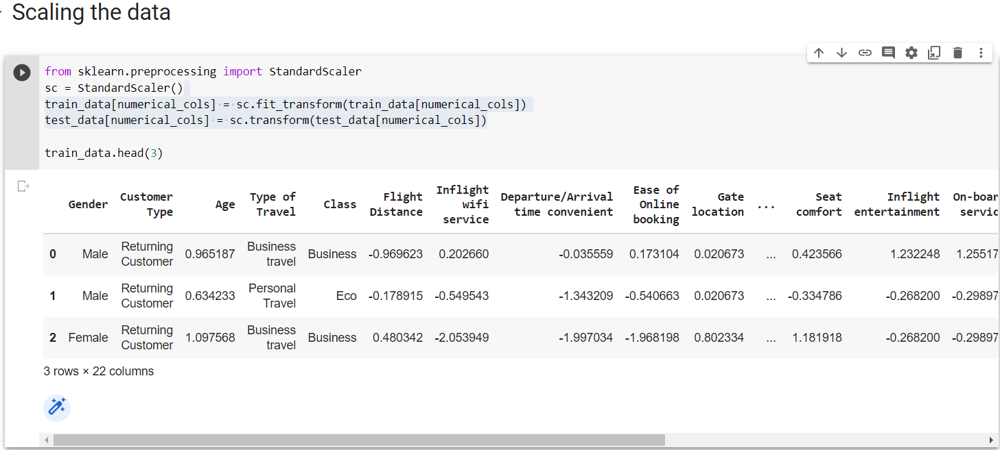 Scaling the data
from sklearn.preprocessing import StandardScaler
sc = StandardScaler()
train_data[numerical_cols] = sc.fit_transform(train_data[numerical_cols])
test_data[numerical_cols] = sc.transform(test_data[numerical_cols])
train_data.head(3)
Gender Customer Type Age Type of Travel Class Flight Distance Inflight wifi service Departure/Arrival time convenient Ease of Online booking Gate location ... Seat comfort Inflight entertainment On-boar servic
0 Male Returning Customer 0.965187 Business travel Business -0.969623 0.202660 -0.035559 0.173104 0.020673 ... 0.423566 1.232248 1.25517
1 Male Returning Customer 0.634233 Personal Travel Eco -0.178915 -0.549543 -1.343209 -0.540663 0.020673 ... -0.334786 -0.268200 -0.29897
2 Female Returning Customer 1.097568 Business travel Business 0.480342 -2.053949 -1.997034 -1.968198 0.802334 ... 1.181918 -0.268200 -0.29897
3 rows × 22 columns